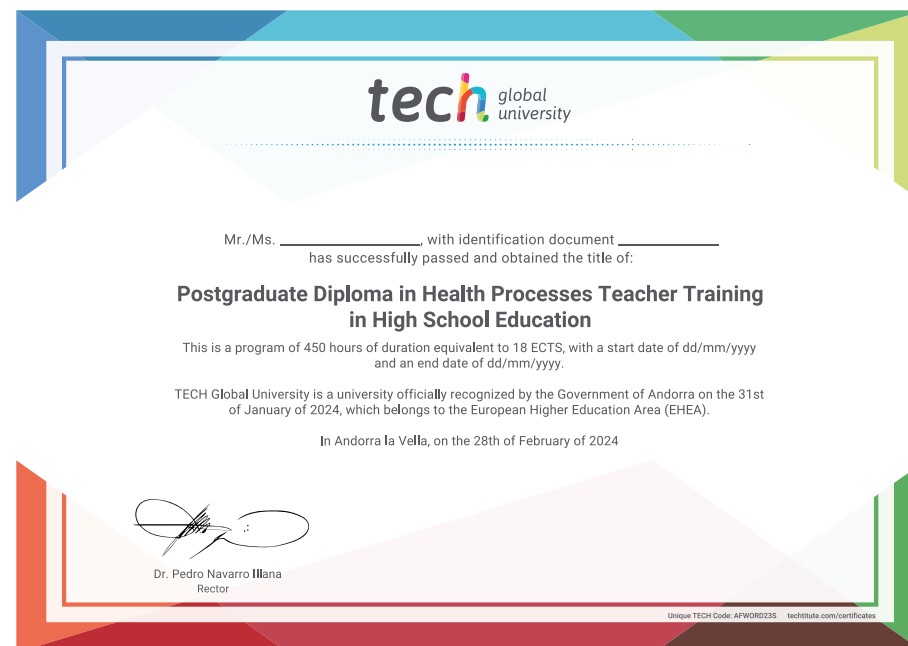 tech global
university
Mr./Ms. ____________, with identification document ____________
has successfully passed and obtained the title of:
Postgraduate Diploma in Health Processes Teacher Training
in High School Education
This is a program of 450 hours of duration equivalent to 18 ECTS, with a start date of dd/mm/yyyy
and an end date of dd/mm/yyyy.
TECH Global University is a university officially recognized by the Government of Andorra on the 31st
of January of 2024, which belongs to the European Higher Education Area (EHEA).
In Andorra la Vella, on the 28th of February of 2024
Dr. Pedro Navarro Illana
Rector
Unique TECH Code: AFWORD23S techtitute.com/certificates